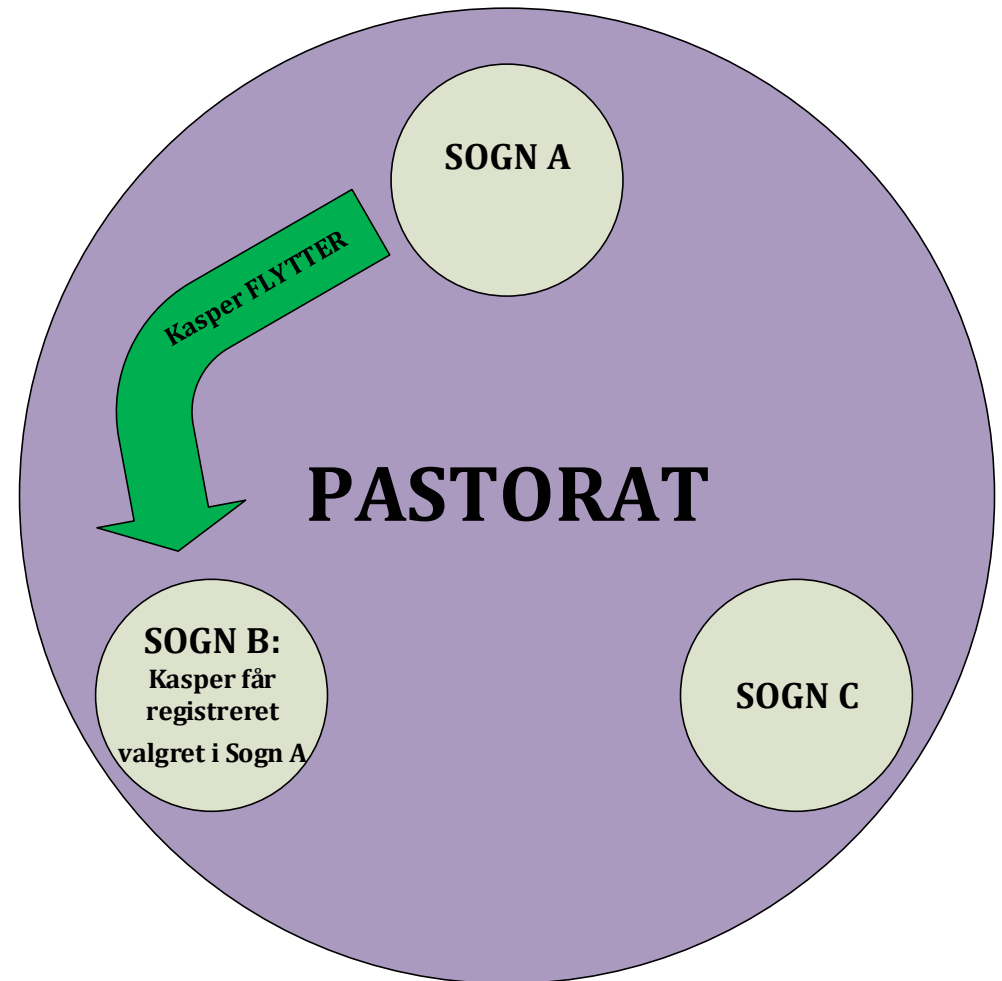 SOGN A
Kasper FLYTTER
PASTORAT
SOGN B:
Kasper får
registreret
valgret i Sogn A
SOGN C